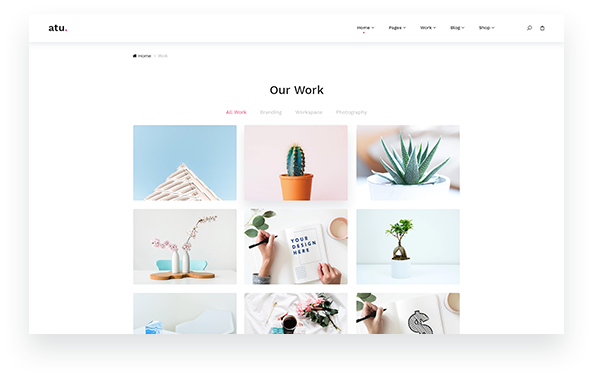 atu.
Home Pages Work Blog Shop
Home > Work
Our Work
All Work Branding Workspace Photography
YOUR
DESIGN
HERE
$